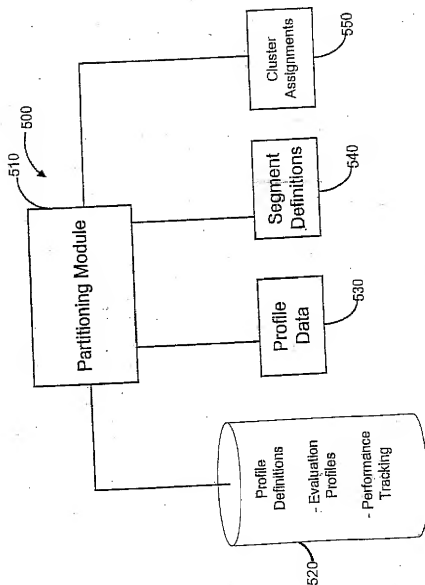 500
510
Partitioning Module
Profile
Definitions
- Evaluation
Profiles
- Performance
Tracking
520
Profile
Data
530
Segment
Definitions
540
Cluster
Assignments
550